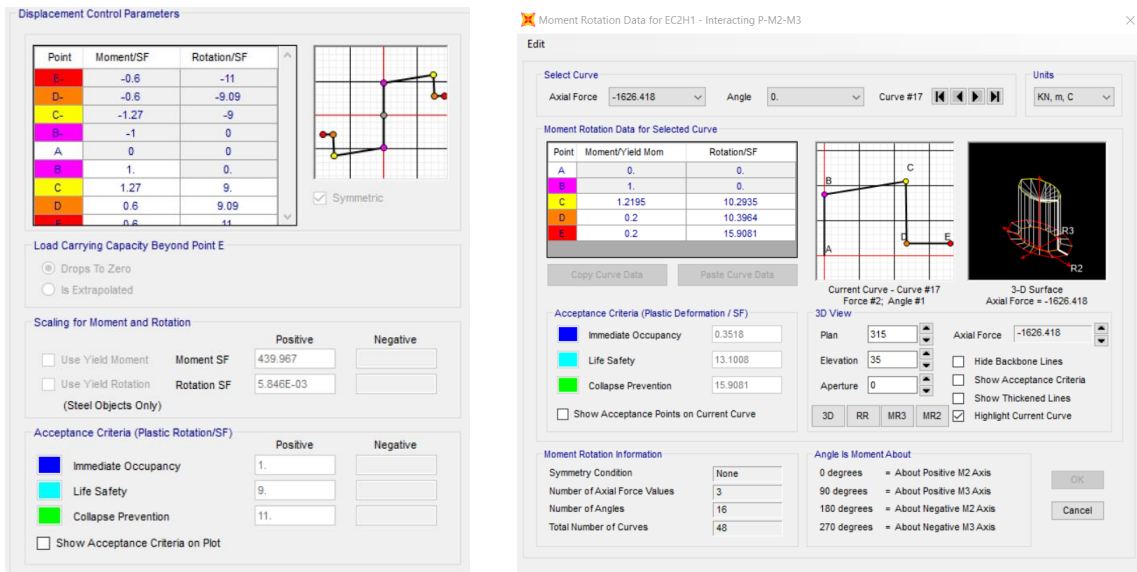 Displacement Control Parameters
Point Moment/SF Rotation/SF
E- -0.6 -11
D- -0.6 -9.09
C- -1.27 -9
B- -1 0
A 0 0
B 1. 0.
C 1.27 9.
D 0.6 9.09
E 0.6 11.
Symmetric
Load Carrying Capacity Beyond Point E
Drops To Zero
Is Extrapolated
Scaling for Moment and Rotation
Positive Negative
Use Yield Moment Moment SF 439.967
Use Yield Rotation Rotation SF 5.846E-03
(Steel Objects Only)
Acceptance Criteria (Plastic Rotation/SF)
Positive Negative
Immediate Occupancy 1.
Life Safety 9.
Collapse Prevention 11.
Show Acceptance Criteria on Plot
Moment Rotation Data for EC2H1 - Interacting P-M2-M3
Edit
Select Curve
Axial Force -1626.418 Angle 0. Curve #17
Units
KN, m, C
Moment Rotation Data for Selected Curve
Point Moment/Yield Mom Rotation/SF
A 0. 0.
B 1. 0.
C 1.2195 10.2935
D 0.2 10.3964
E 0.2 15.9081
Copy Curve Data Paste Curve Data
A
B
C
D
E
Current Curve - Curve #17
Force #2; Angle #1
R3
R2
3-D Surface
Axial Force = -1626.418
Acceptance Criteria (Plastic Deformation / SF)
Immediate Occupancy 0.3518
Life Safety 13.1008
Collapse Prevention 15.9081
Show Acceptance Points on Current Curve
3D View
Plan 315
Elevation 35
Aperture 0
3D RR MR3 MR2
Axial Force -1626.418
Hide Backbone Lines
Show Acceptance Criteria
Show Thickened Lines
Highlight Current Curve
Moment Rotation Information
Symmetry Condition None
Number of Axial Force Values 3
Number of Angles 16
Total Number of Curves 48
Angle Is Moment About
0 degrees = About Positive M2 Axis
90 degrees = About Positive M3 Axis
180 degrees = About Negative M2 Axis
270 degrees = About Negative M3 Axis
OK
Cancel